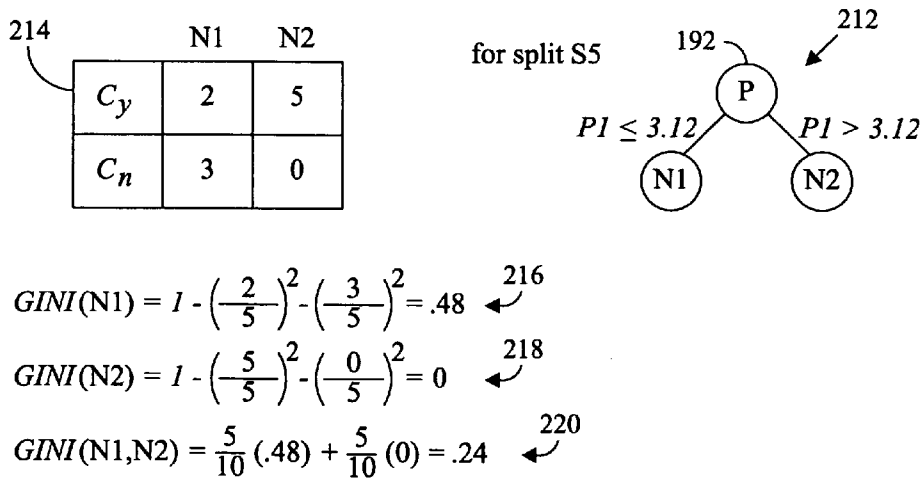 214
N1 N2
C_y 2 5
C_n 3 0
for split S5
192
212
P
P1 ≤ 3.12 P1 > 3.12
N1 N2
GINI(N1) = 1 - (2/5)^2 - (3/5)^2 = .48 216
GINI(N2) = 1 - (5/5)^2 - (0/5)^2 = 0 218
GINI(N1,N2) = 5/10 (.48) + 5/10 (0) = .24 220